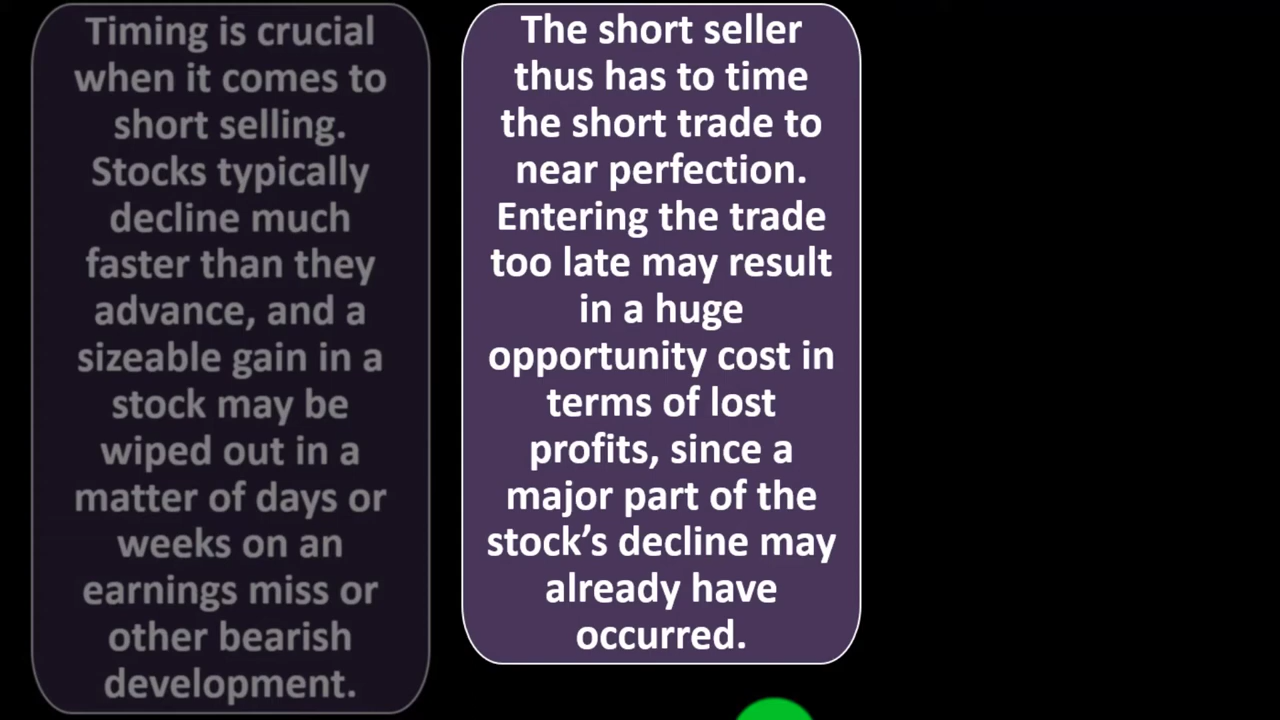 Timing is crucial
when it comes to
short selling.
Stocks typically
decline much
faster than they
advance, and a
sizeable gain in a
stock may be
wiped out in a
matter of days or
weeks on an
earnings miss or
other bearish
development.
The short seller
thus has to time
the short trade to
near perfection.
Entering the trade
too late may result
in a huge
opportunity cost in
terms of lost
profits, since a
major part of the
stock’s decline may
already have
occurred.